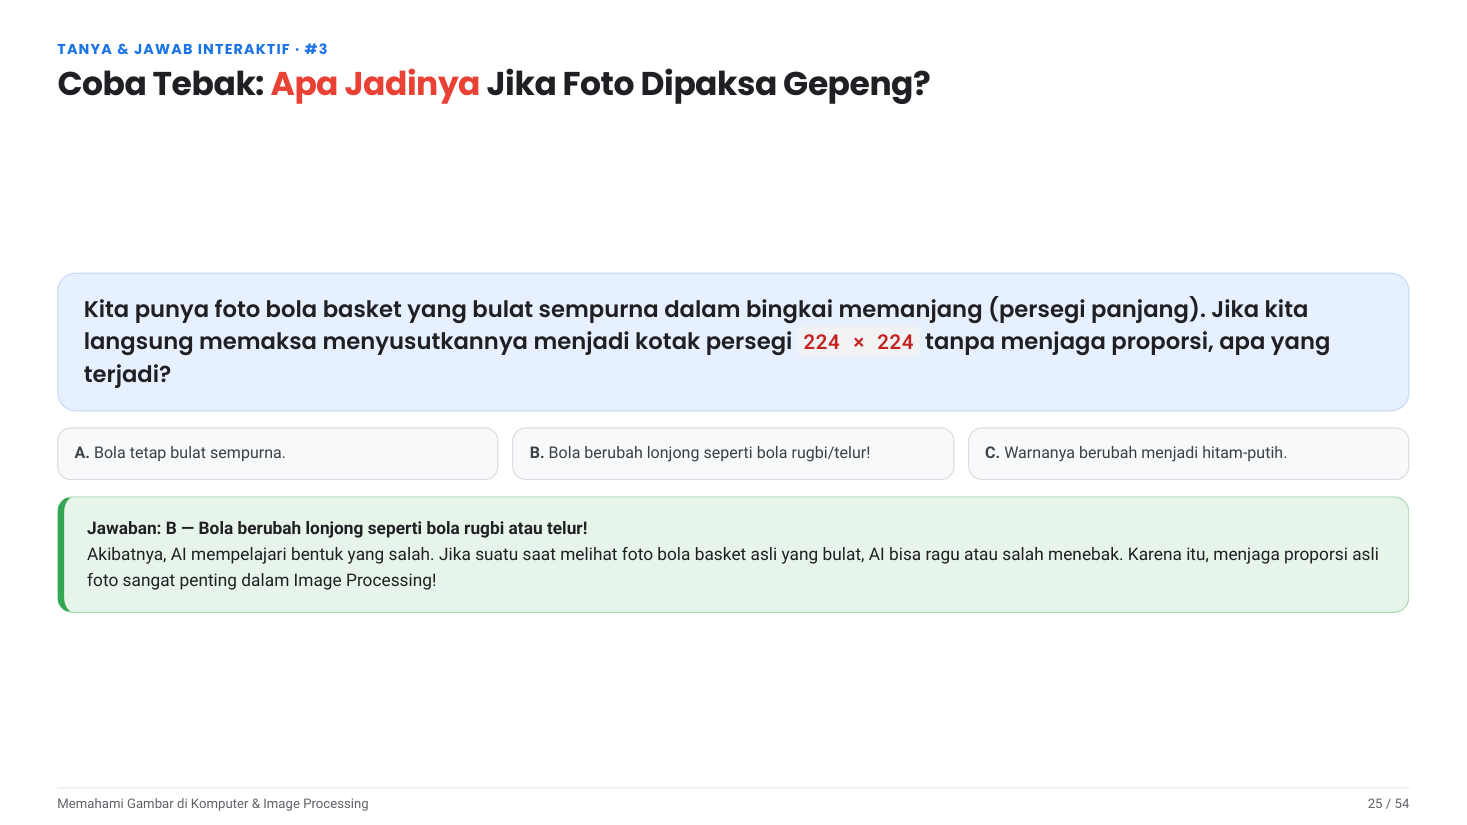 TANYA & JAWAB INTERAKTIF · #3
Coba Tebak: Apa Jadinya Jika Foto Dipaksa Gepeng?
Kita punya foto bola basket yang bulat sempurna dalam bingkai memanjang (persegi panjang). Jika kita
langsung memaksa menyusutkannya menjadi kotak persegi 224 × 224 tanpa menjaga proporsi, apa yang
terjadi?
A. Bola tetap bulat sempurna.
B. Bola berubah lonjong seperti bola rugbi/telur!
C. Warnanya berubah menjadi hitam-putih.
Jawaban: B — Bola berubah lonjong seperti bola rugbi atau telur!
Akibatnya, AI mempelajari bentuk yang salah. Jika suatu saat melihat foto bola basket asli yang bulat, AI bisa ragu atau salah menebak. Karena itu, menjaga proporsi asli
foto sangat penting dalam Image Processing!
Memahami Gambar di Komputer & Image Processing
25 / 54